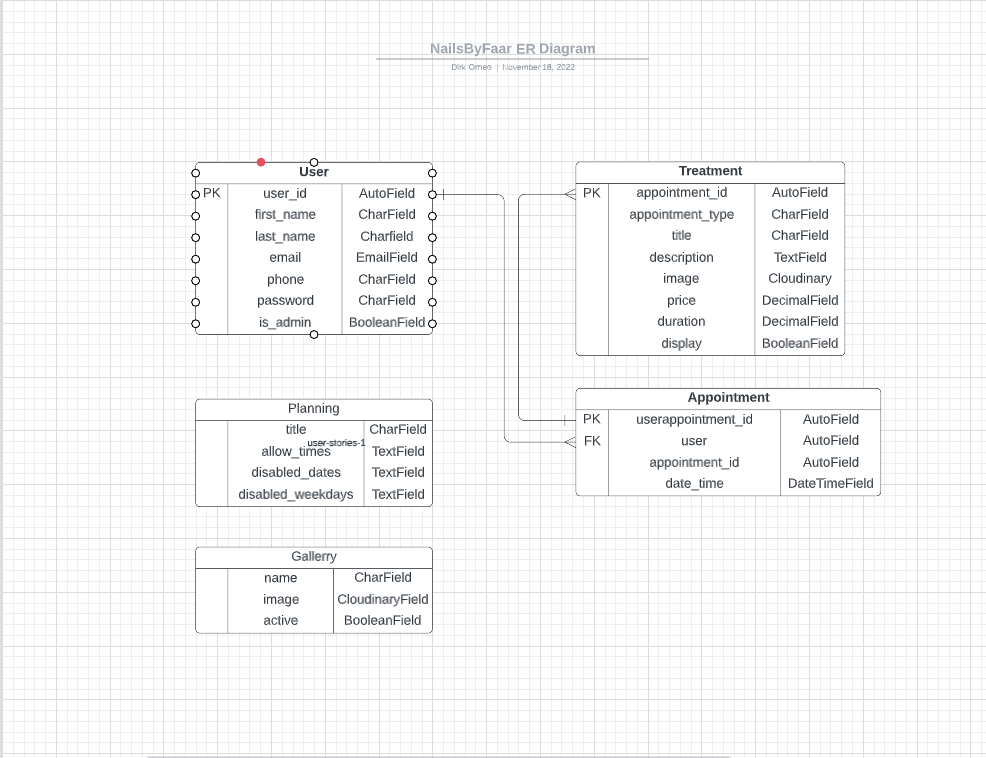 NailsByFaar ER Diagram
Dirk Ornee | November 18, 2022
User
PK user_id AutoField
first_name CharField
last_name Charfield
email EmailField
phone CharField
password CharField
is_admin BooleanField
Treatment
PK appointment_id AutoField
appointment_type CharField
title CharField
description TextField
image Cloudinary
price DecimalField
duration DecimalField
display BooleanField
Planning
title CharField
user-stories-1
allow_times TextField
disabled_dates TextField
disabled_weekdays TextField
Appointment
PK userappointment_id AutoField
FK user AutoField
appointment_id AutoField
date_time DateTimeField
Gallerry
name CharField
image CloudinaryField
active BooleanField